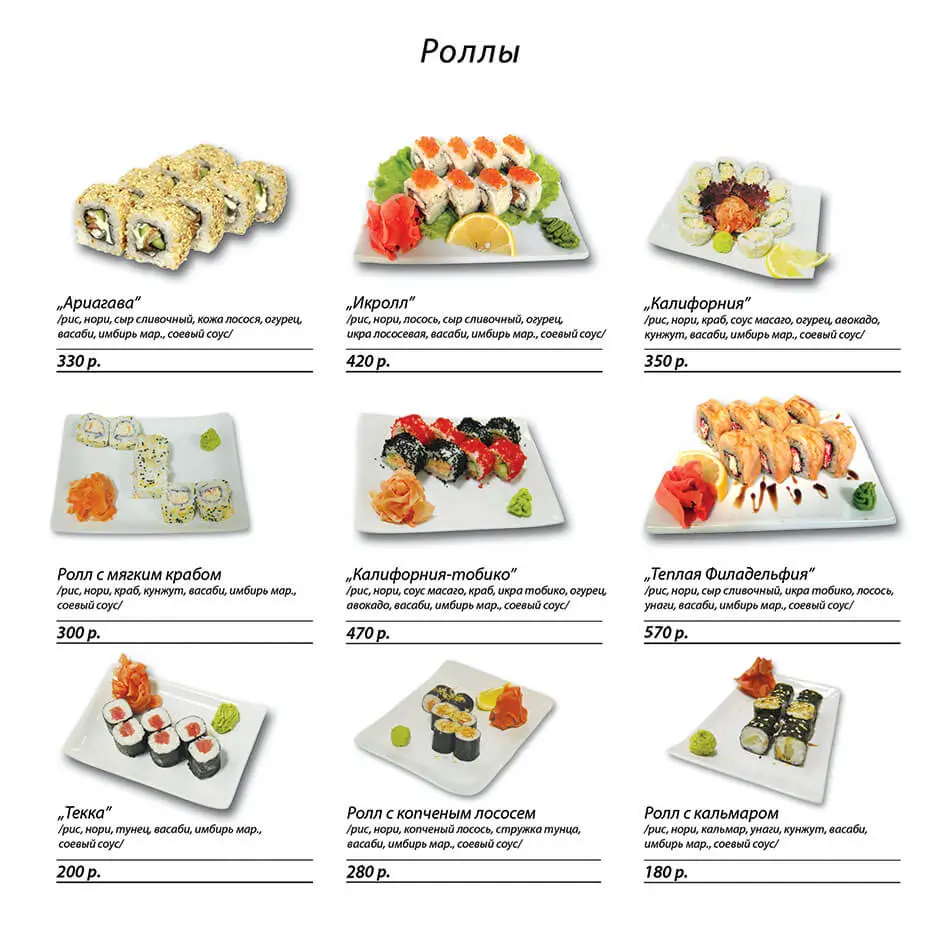 Роллы
„Ариагава”
/рис, нори, сыр сливочный, кожа лосося, огурец,
васаби, имбирь мар., соевый соус/
330 р.
„Икролл”
/рис, нори, лосось, сыр сливочный, огурец,
икра лососевая, васаби, имбирь мар., соевый соус/
420 р.
„Калифорния”
/рис, нори, краб, соус масаго, огурец, авокадо,
кунжут, васаби, имбирь мар., соевый соус/
350 р.
Ролл с мягким крабом
/рис, нори, краб, кунжут, васаби, имбирь мар.,
соевый соус/
300 р.
„Калифорния-тобико”
/рис, нори, соус масаго, краб, икра тобико, огурец,
авокадо, васаби, имбирь мар., соевый соус/
470 р.
„Теплая Филадельфия”
/рис, нори, сыр сливочный, икра тобико, лосось,
унаги, васаби, имбирь мар., соевый соус/
570 р.
„Текка”
/рис, нори, тунец, васаби, имбирь мар.,
соевый соус/
200 р.
Ролл с копченым лососем
/рис, нори, копченый лосось, стружка тунца,
васаби, имбирь мар., соевый соус/
280 р.
Ролл с кальмаром
/рис, нори, кальмар, унаги, кунжут, васаби,
имбирь мар., соевый соус/
180 р.